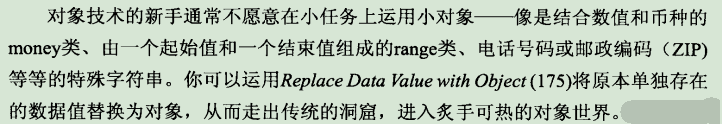 对象技术的新手通常不愿意在小任务上运用小对象——像是结合数值和币种的
money类、由一个起始值和一个结束值组成的range类、电话号码或邮政编码（ZIP)
等等的特殊字符串。你可以运用Replace Data Value with Object (175)将原本单独存在
的数据值替换为对象，从而走出传统的洞窟，进入炙手可热的对象世界。